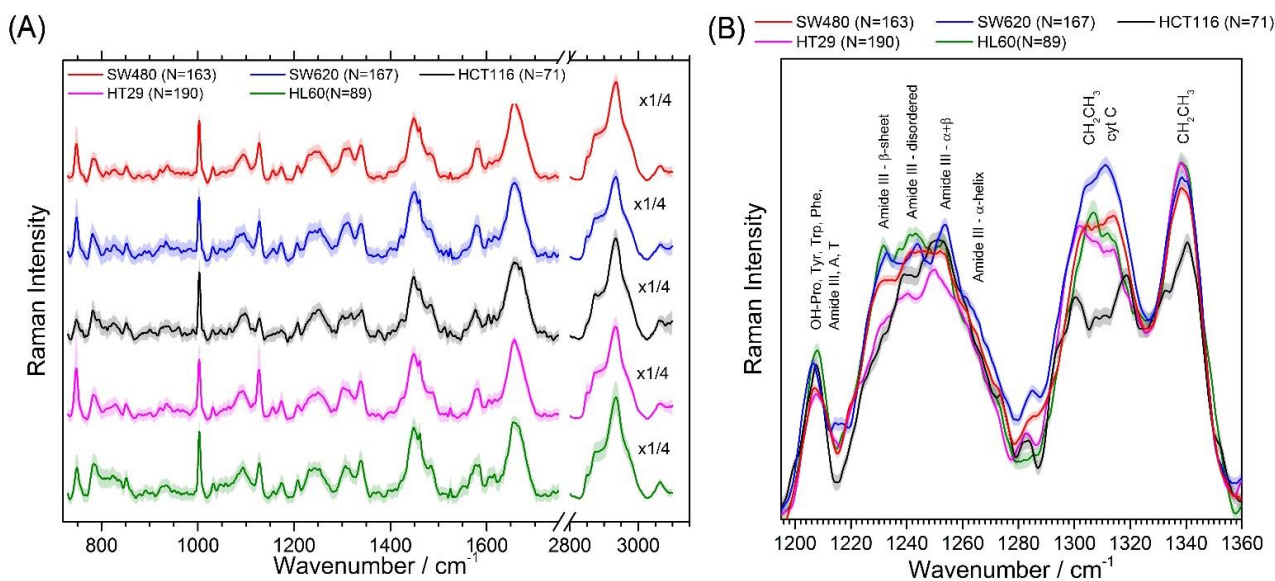 (A)
SW480 (N=163) SW620 (N=167) HCT116 (N=71)
HT29 (N=190) HL60(N=89)
x1/4
x1/4
x1/4
x1/4
x1/4
Raman Intensity
800 1000 1200 1400 1600 2800 3000
Wavenumber / cm-1
(B)
SW480 (N=163) SW620 (N=167) HCT116 (N=71)
HT29 (N=190) HL60(N=89)
OH-Pro, Tyr, Trp, Phe,
Amide III, A, T
Amide III - β-sheet
Amide III - disordered
Amide III - α+β
Amide III - α-helix
CH2CH3
cyt C
CH2CH3
Raman Intensity
1200 1220 1240 1260 1280 1300 1320 1340 1360
Wavenumber / cm-1